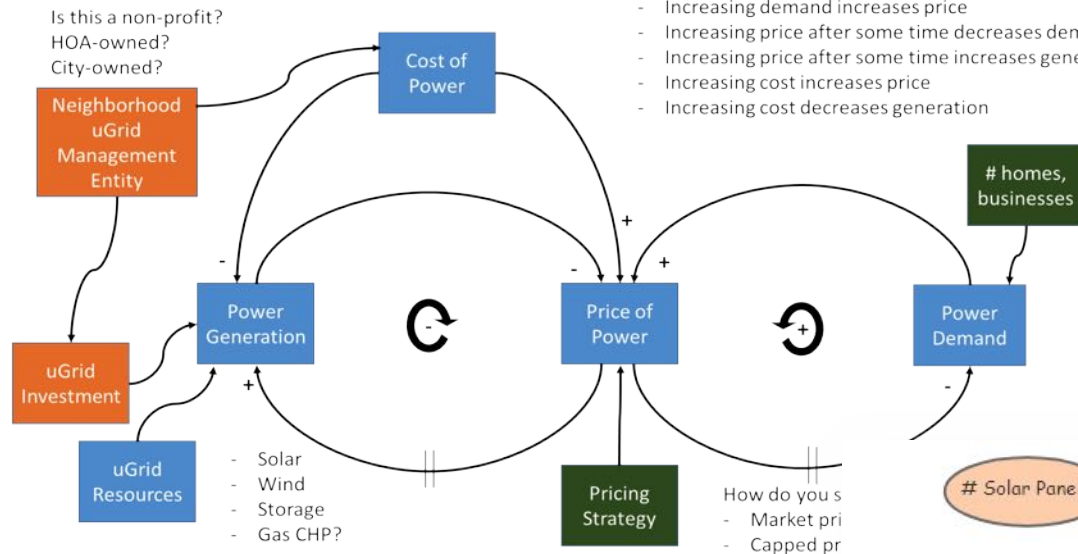 Is this a non-profit?
HOA-owned?
City-owned?
- Increasing demand increases price
- Increasing price after some time decreases dem
- Increasing price after some time increases gene
- Increasing cost increases price
- Increasing cost decreases generation
Cost of
Power
Neighborhood
uGrid
Management
Entity
# homes,
businesses
+
-
-
+
Power
Generation
-
Price of
Power
+
Power
Demand
uGrid
Investment
+
-
uGrid
Resources
- Solar
- Wind
- Storage
- Gas CHP?
Pricing
Strategy
How do you s
- Market pri
- Capped pr
# Solar Pane